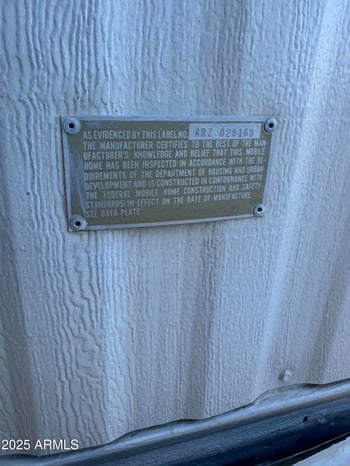 AS EVIDENCED BY THIS LABEL NO. ARZ 026163
THE MANUFACTURER CERTIFIES TO THE BEST OF THE MAN-
UFACTURER'S KNOWLEDGE AND BELIEF THAT THIS MOBILE
HOME HAS BEEN INSPECTED IN ACCORDANCE WITH THE RE-
QUIREMENTS OF THE DEPARTMENT OF HOUSING AND URBAN
DEVELOPMENT AND IS CONSTRUCTED IN CONFORMANCE WITH
THE FEDERAL MOBILE HOME CONSTRUCTION AND SAFETY
STANDARDS IN EFFECT ON THE DATE OF MANUFACTURE.
SEE DATA PLATE.
2025 ARMLS